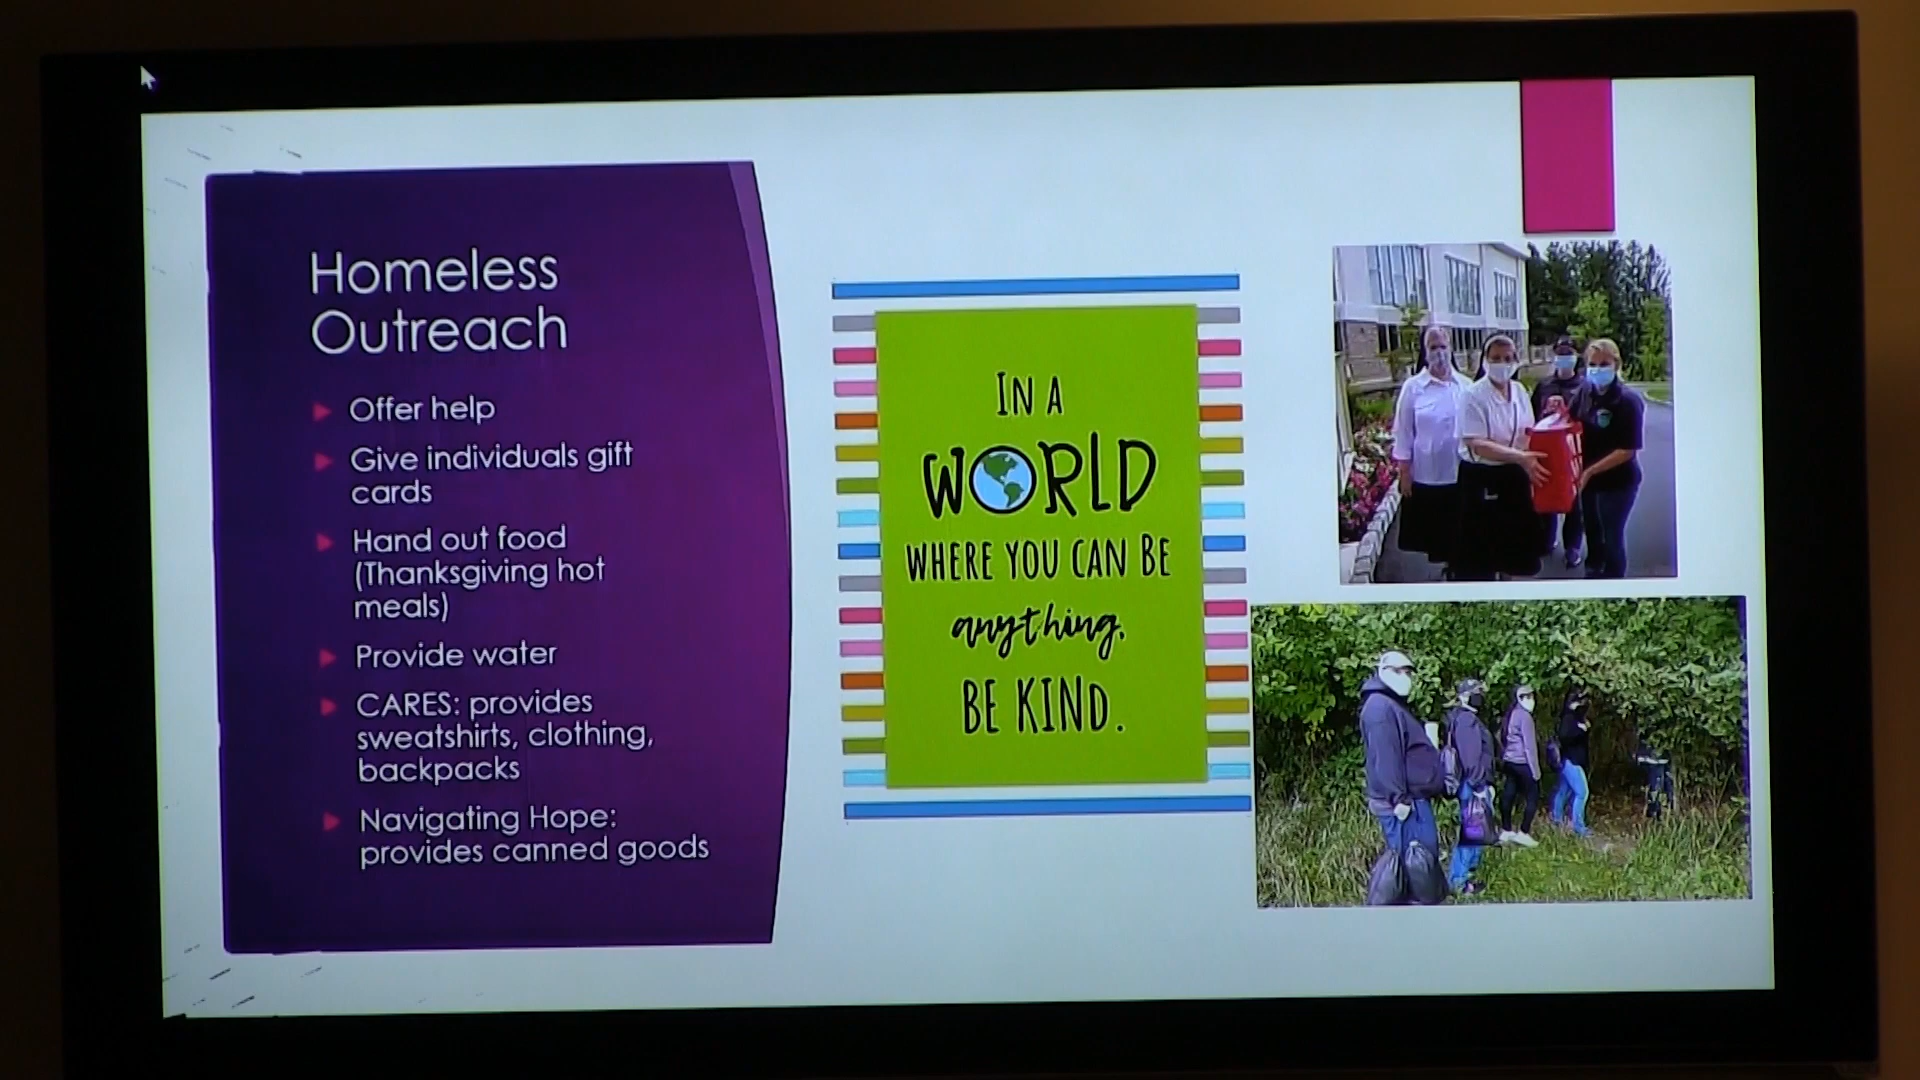 Homeless
Outreach
Offer help
Give individuals gift
cards
Hand out food
(Thanksgiving hot
meals)
Provide water
CARES: provides
sweatshirts, clothing,
backpacks
Navigating Hope:
provides canned goods
IN A
WORLD
WHERE YOU CAN BE
anything,
BE KIND.